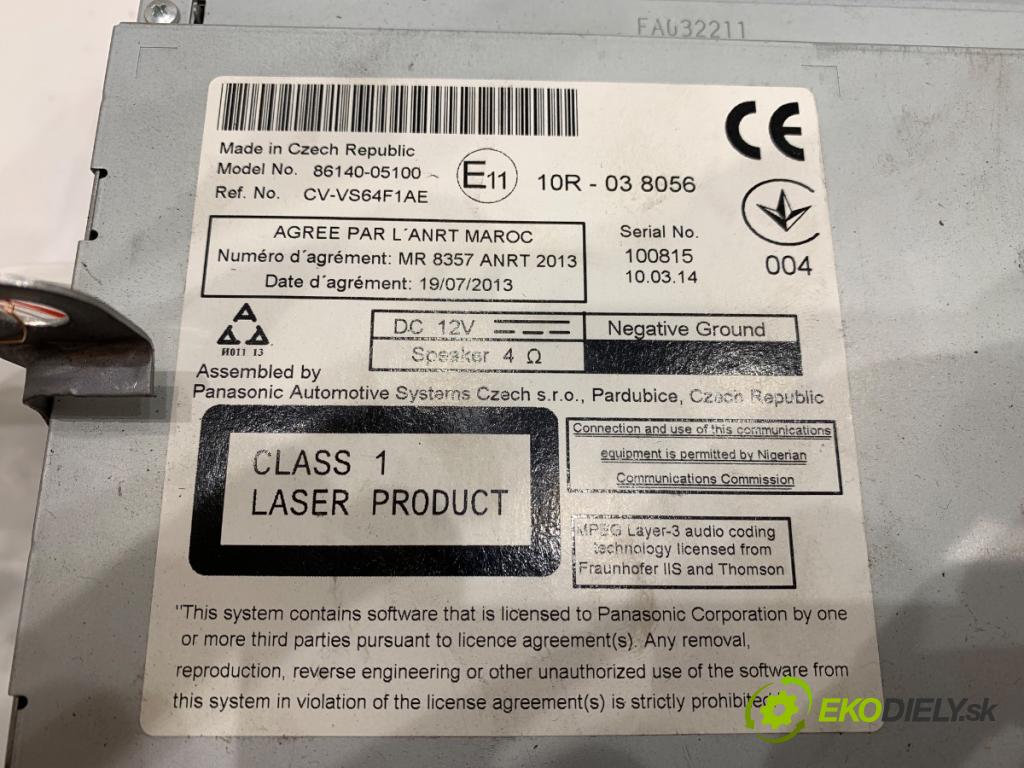 FA032211
Made in Czech Republic
Model No. 86140-05100
Ref. No. CV-VS64F1AE
E11
10R - 03 8056
CE
AGREE PAR L´ANRT MAROC
Numéro d´agrément: MR 8357 ANRT 2013
Date d´agrément: 19/07/2013
Serial No.
100815
10.03.14
004
A
И011 13
DC 12V
Negative Ground
Speaker 4 Ω
Assembled by
Panasonic Automotive Systems Czech s.r.o., Pardubice, Czech Republic
CLASS 1
LASER PRODUCT
Connection and use of this communications
equipment is permitted by Nigerian
Communications Commission
MPEG Layer-3 audio coding
technology licensed from
Fraunhofer IIS and Thomson
"This system contains software that is licensed to Panasonic Corporation by one
or more third parties pursuant to licence agreement(s). Any removal,
reproduction, reverse engineering or other unauthorized use of the software from
this system in violation of the license agreement(s) is strictly prohibited.
EKODIELY.sk